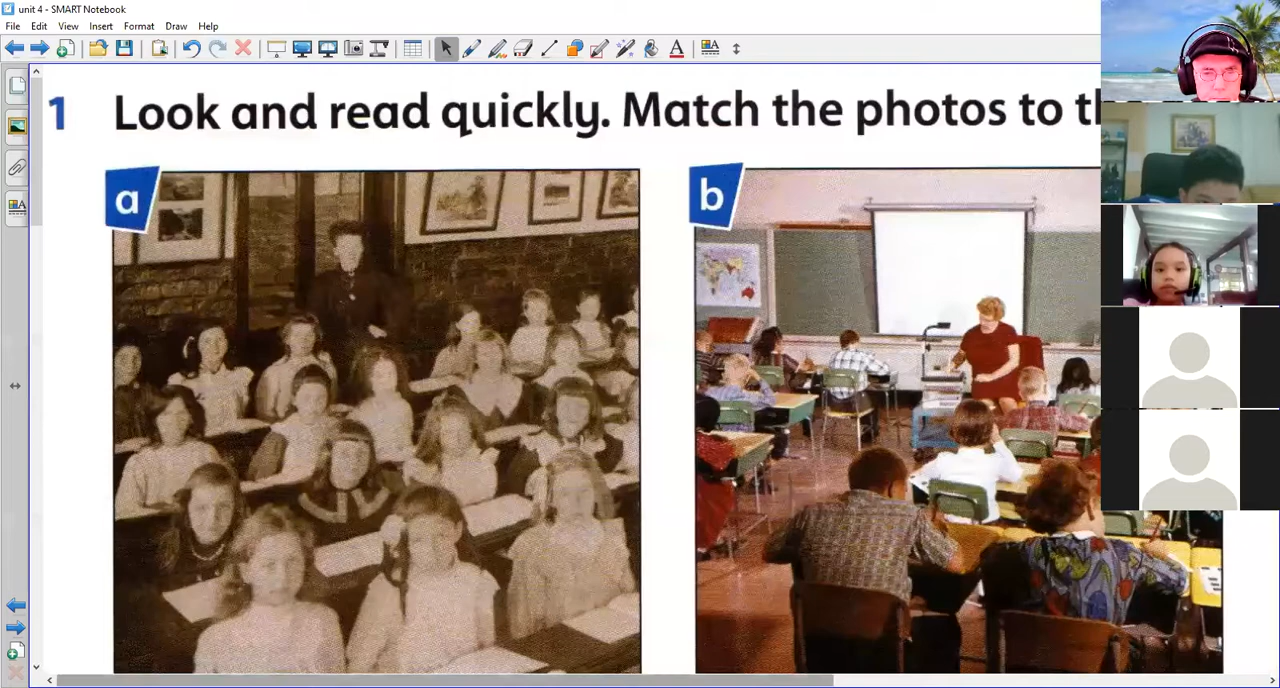 unit 4 - SMART Notebook
File Edit View Insert Format Draw Help
1 Look and read quickly. Match the photos to
a
b